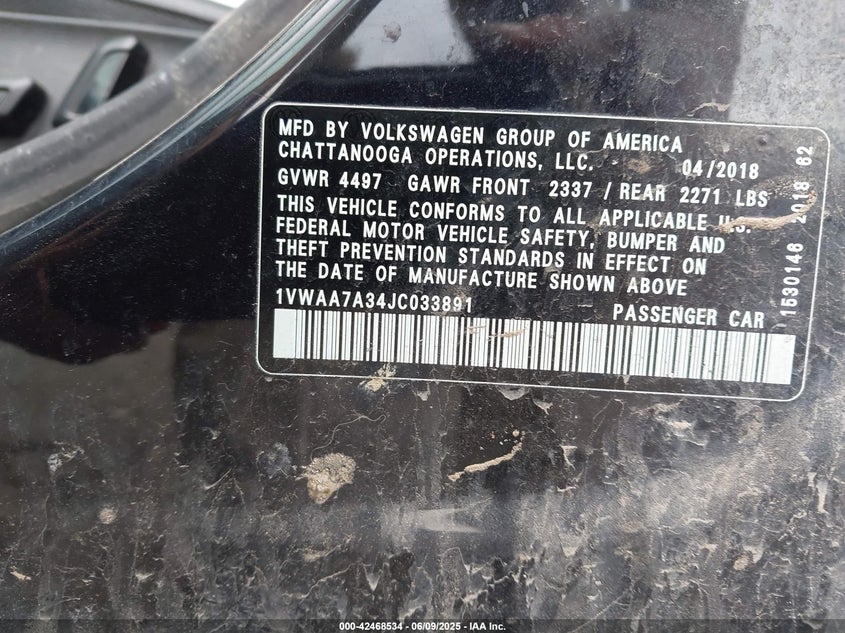 MFD BY VOLKSWAGEN GROUP OF AMERICA
CHATTANOOGA OPERATIONS, LLC. 04/2018
GVWR 4497 GAWR FRONT 2337 / REAR 2271 LBS
THIS VEHICLE CONFORMS TO ALL APPLICABLE U.S.
FEDERAL MOTOR VEHICLE SAFETY, BUMPER AND
THEFT PREVENTION STANDARDS IN EFFECT ON
THE DATE OF MANUFACTURE SHOWN ABOVE
1VWAA7A34JC033891 PASSENGER CAR
1530146 2018 62
000-42468534 - 06/09/2025 - IAA Inc.